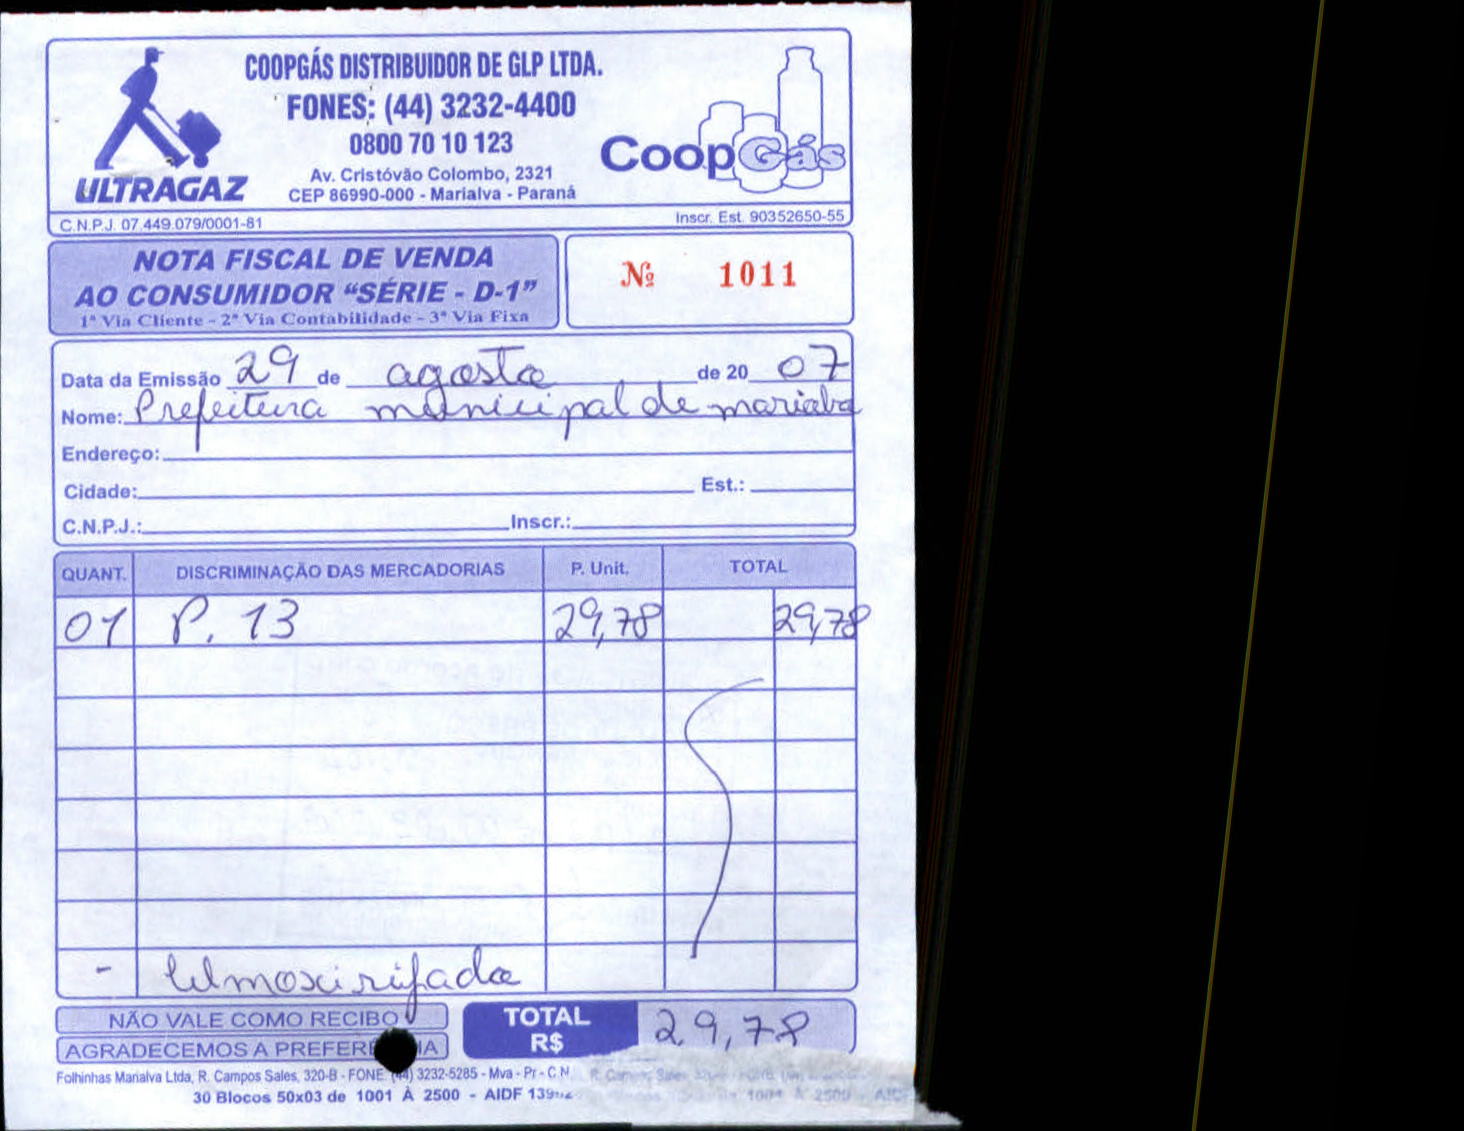 COOPGÁS DISTRIBUIDOR DE GLP LTDA.
FONES: (44) 3232-4400
0800 70 10 123
Av. Cristóvão Colombo, 2321
CEP 86990-000 - Marialva - Paraná
ULTRAGAZ
CoopGás
C.N.P.J. 07.449.079/0001-81
Inscr. Est. 90352650-55
NOTA FISCAL DE VENDA
AO CONSUMIDOR “SÉRIE - D-1”
1ª Via Cliente - 2ª Via Contabilidade - 3ª Via Fixa
Nº 1011
Data da Emissão 29 de agosto de 20 07
Nome: Prefeitura municipal de marialva
Endereço:
Cidade: Est.:
C.N.P.J.: Inscr.:
QUANT. DISCRIMINAÇÃO DAS MERCADORIAS P. Unit. TOTAL
01 P. 13 29,78 29,78
- almoxirifado
NÃO VALE COMO RECIBO
AGRADECEMOS A PREFERÊNCIA
TOTAL
R$ 29,78
Folhinhas Marialva Ltda, R. Campos Sales, 320-B - FONE (44) 3232-5285 - Mva - Pr - C.N
30 Blocos 50x03 de 1001 À 2500 - AIDF